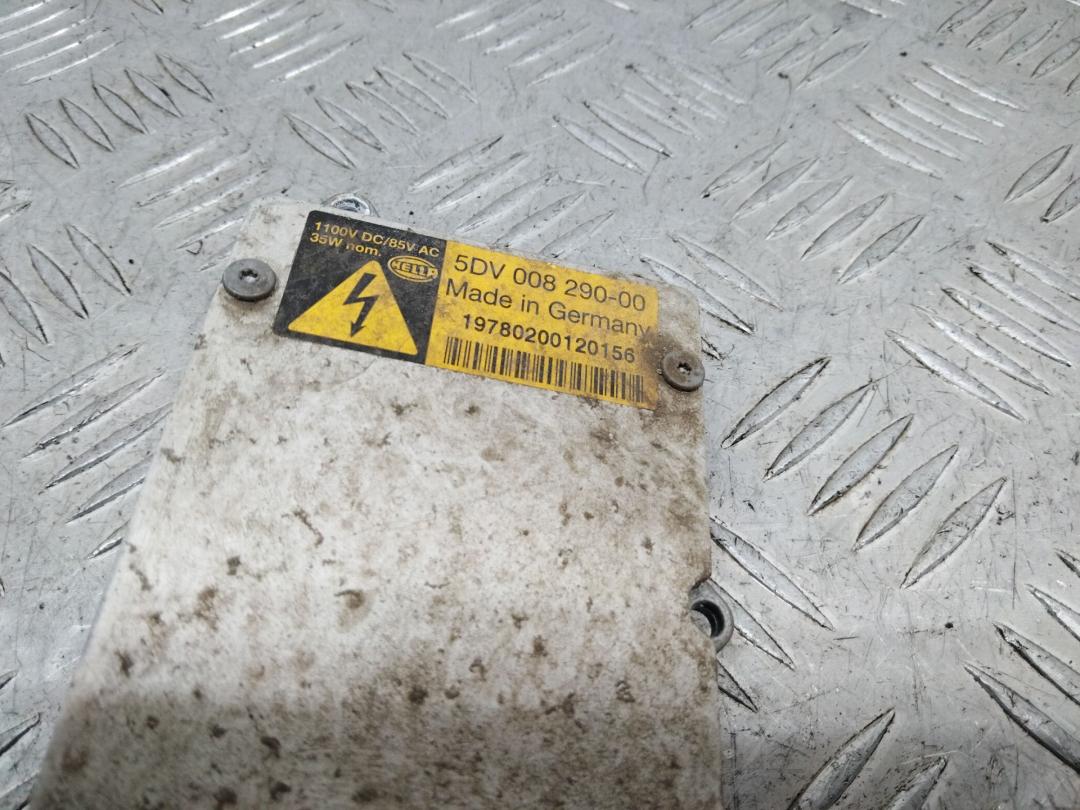 1100V DC/85V AC
35W nom.
HELLA
5DV 008 290-00
Made in Germany
19780200120156